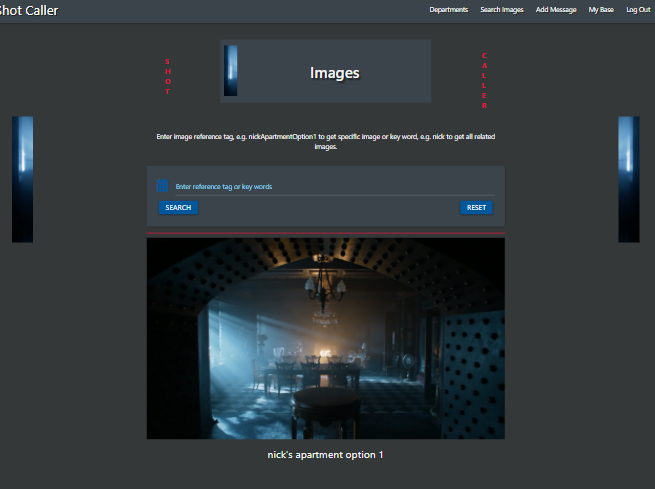 Shot Caller
Departments Search Images Add Message My Base Log Out
S
H
O
T
Images
C
A
L
L
E
R
Enter image reference tag, e.g. nickApartmentOption1 to get specific image or key word, e.g. nick to get all related
images.
Enter reference tag or key words
SEARCH RESET
nick's apartment option 1